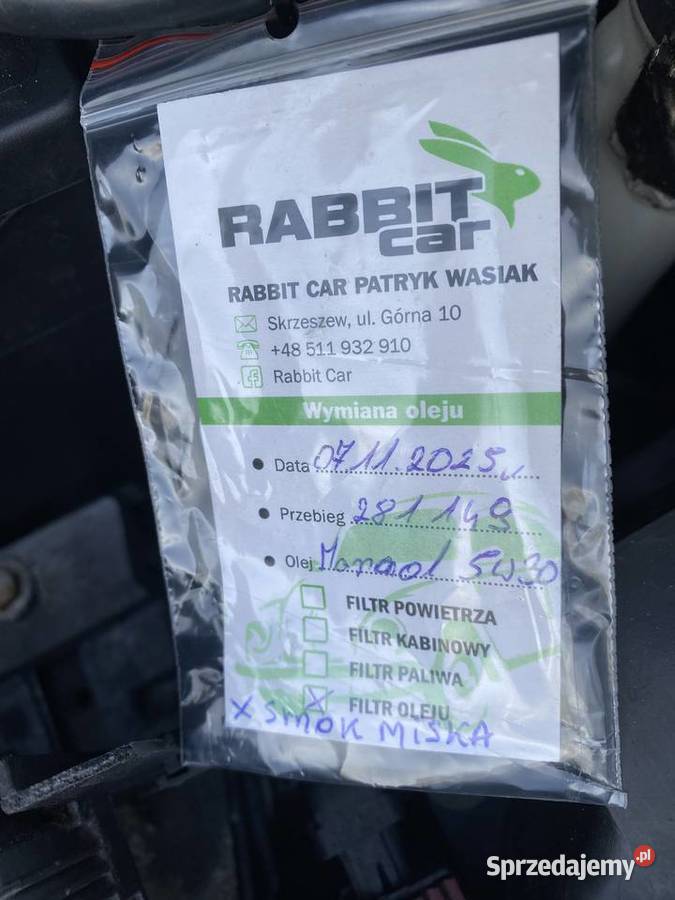 RABBIT
car
RABBIT CAR PATRYK WASIAK
Skrzeszew, ul. Górna 10
+48 511 932 910
Rabbit Car
Wymiana oleju
Data 07.11.2025r.
Przebieg 281 149
Olej 5W30
FILTR POWIETRZA
FILTR KABINOWY
FILTR PALIWA
X FILTR OLEJU
X SMOK MISKA
Sprzedajemy.pl